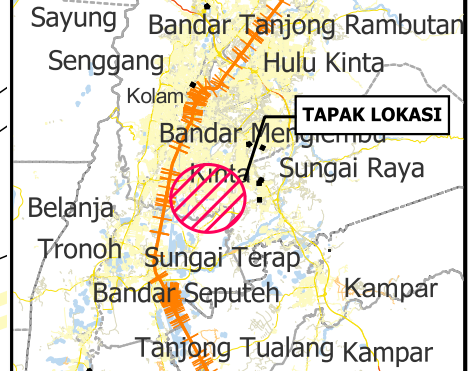 Sayung
Bandar Tanjong Rambutan
Senggang
Hulu Kinta
Kolam
TAPAK LOKASI
Bandar Menglembu
Kinta
Sungai Raya
Belanja
Tronoh
Sungai Terap
Bandar Seputeh
Kampar
Tanjong Tualang
Kampar